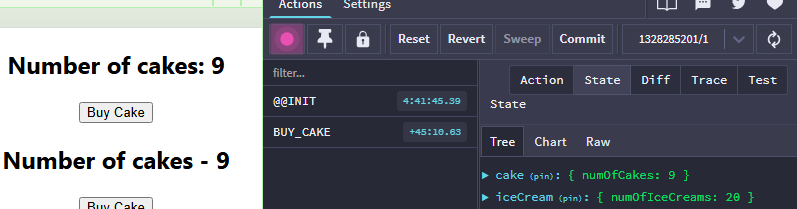 Number of cakes: 9
Buy Cake
Number of cakes - 9
Buy Cake
Actions Settings
Reset Revert Sweep Commit 1328285201/1
filter...
@@INIT 4:41:45.39
BUY_CAKE +45:10.63
Action State Diff Trace Test
State
Tree Chart Raw
▶ cake (pin): { numOfCakes: 9 }
▶ iceCream (pin): { numOfIceCreams: 20 }